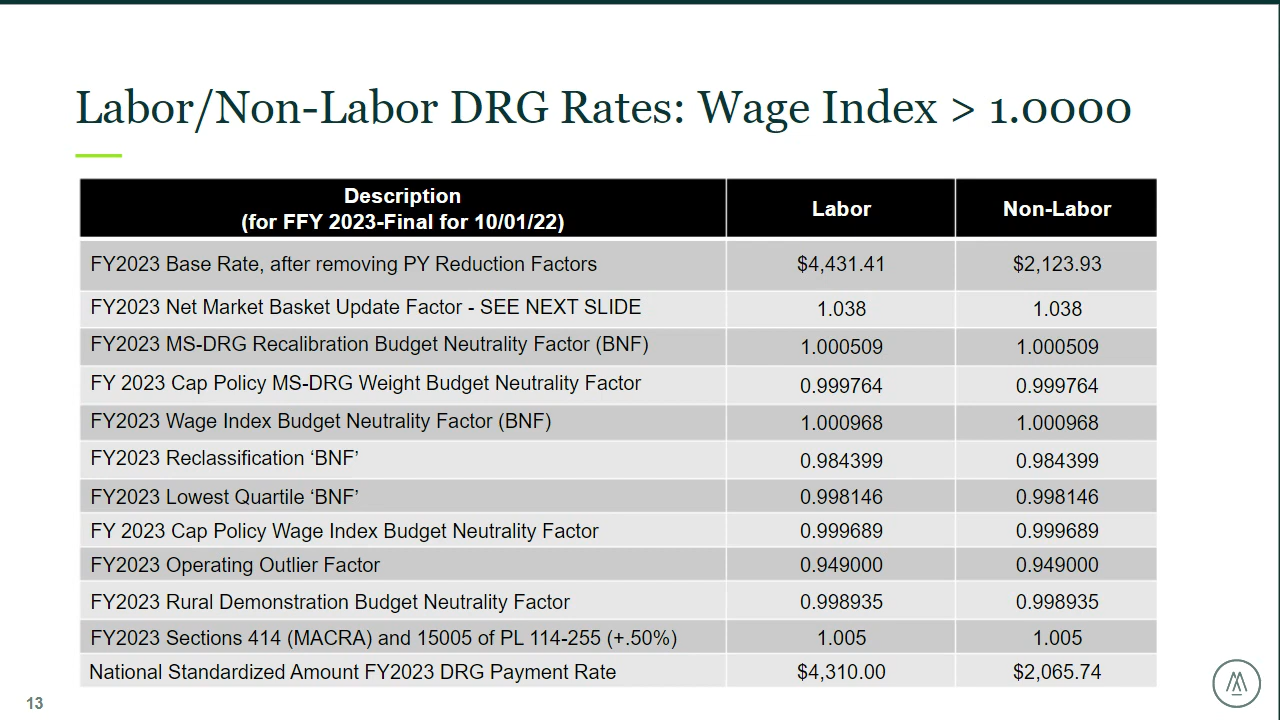 Labor/Non-Labor DRG Rates: Wage Index > 1.0000
Description
(for FFY 2023-Final for 10/01/22)
Labor
Non-Labor
FY2023 Base Rate, after removing PY Reduction Factors $4,431.41 $2,123.93
FY2023 Net Market Basket Update Factor - SEE NEXT SLIDE 1.038 1.038
FY2023 MS-DRG Recalibration Budget Neutrality Factor (BNF) 1.000509 1.000509
FY 2023 Cap Policy MS-DRG Weight Budget Neutrality Factor 0.999764 0.999764
FY2023 Wage Index Budget Neutrality Factor (BNF) 1.000968 1.000968
FY2023 Reclassification ‘BNF’ 0.984399 0.984399
FY2023 Lowest Quartile ‘BNF’ 0.998146 0.998146
FY 2023 Cap Policy Wage Index Budget Neutrality Factor 0.999689 0.999689
FY2023 Operating Outlier Factor 0.949000 0.949000
FY2023 Rural Demonstration Budget Neutrality Factor 0.998935 0.998935
FY2023 Sections 414 (MACRA) and 15005 of PL 114-255 (+.50%) 1.005 1.005
National Standardized Amount FY2023 DRG Payment Rate $4,310.00 $2,065.74
13